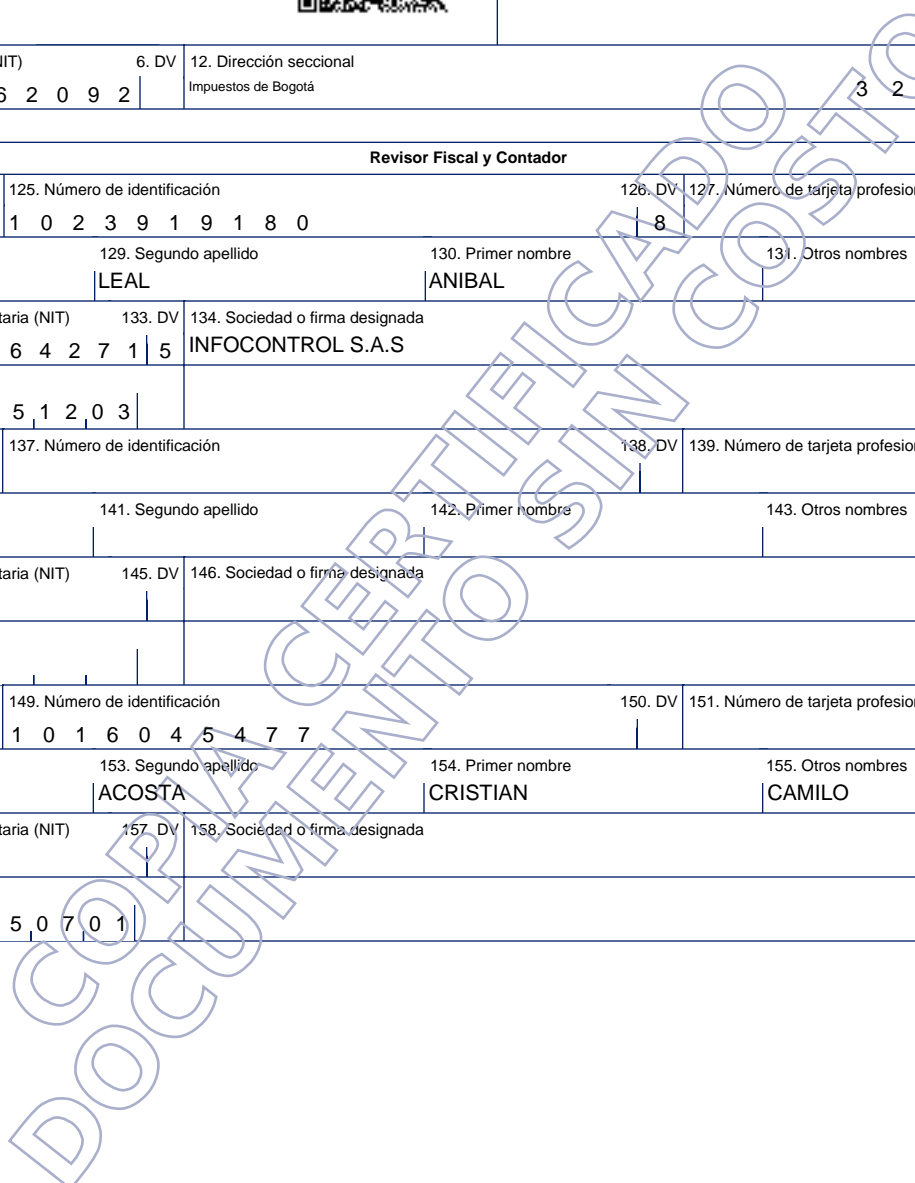 NIT) 6. DV 12. Dirección seccional
6 2 0 9 2 Impuestos de Bogotá 3 2
Revisor Fiscal y Contador
125. Número de identificación 126. DV 127. Número de tarjeta profesion
1 0 2 3 9 1 9 1 8 0 8
129. Segundo apellido 130. Primer nombre 131. Otros nombres
LEAL ANIBAL
taria (NIT) 133. DV 134. Sociedad o firma designada
6 4 2 7 1 5 INFOCONTROL S.A.S
5 1 2 0 3
137. Número de identificación 138. DV 139. Número de tarjeta profesion
141. Segundo apellido 142. Primer nombre 143. Otros nombres
taria (NIT) 145. DV 146. Sociedad o firma designada
149. Número de identificación 150. DV 151. Número de tarjeta profesion
1 0 1 6 0 4 5 4 7 7
153. Segundo apellido 154. Primer nombre 155. Otros nombres
ACOSTA CRISTIAN CAMILO
taria (NIT) 157. DV 158. Sociedad o firma designada
5 0 7 0 1
COPIA CERTIFICADO
DOCUMENTO SIN COSTO